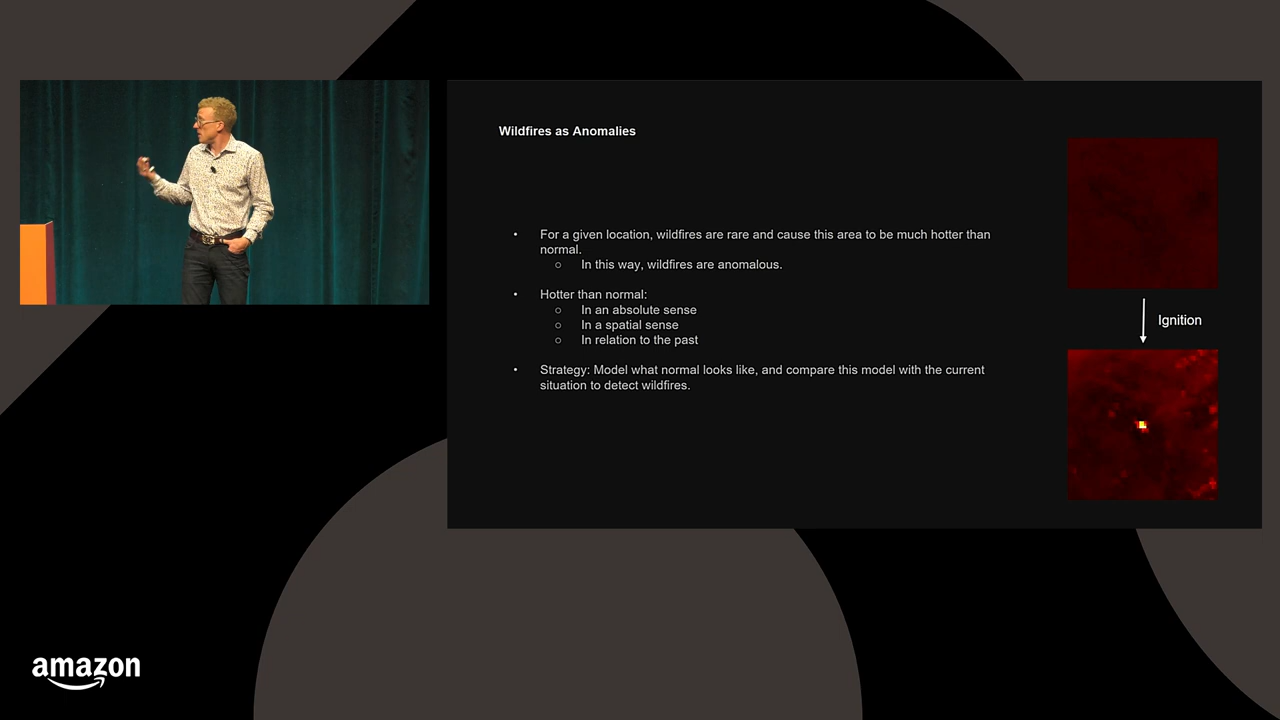 Wildfires as Anomalies
• For a given location, wildfires are rare and cause this area to be much hotter than
normal.
○ In this way, wildfires are anomalous.
• Hotter than normal:
○ In an absolute sense
○ In a spatial sense
○ In relation to the past
• Strategy: Model what normal looks like, and compare this model with the current
situation to detect wildfires.
Ignition
amazon